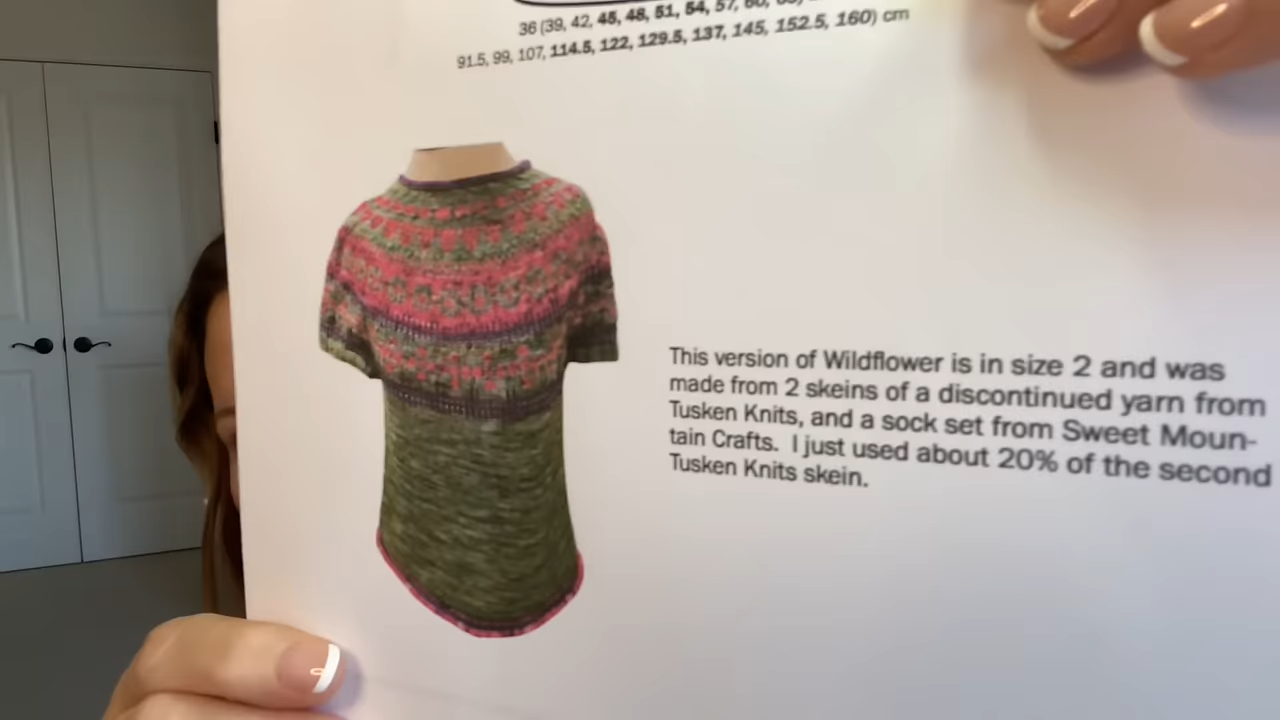 36 (39, 42, 45, 48, 51, 54, 57, 60,
91.5, 99, 107, 114.5, 122, 129.5, 137, 145, 152.5, 160) cm
This version of Wildflower is in size 2 and was
made from 2 skeins of a discontinued yarn from
Tusken Knits, and a sock set from Sweet Moun-
tain Crafts. I just used about 20% of the second
Tusken Knits skein.